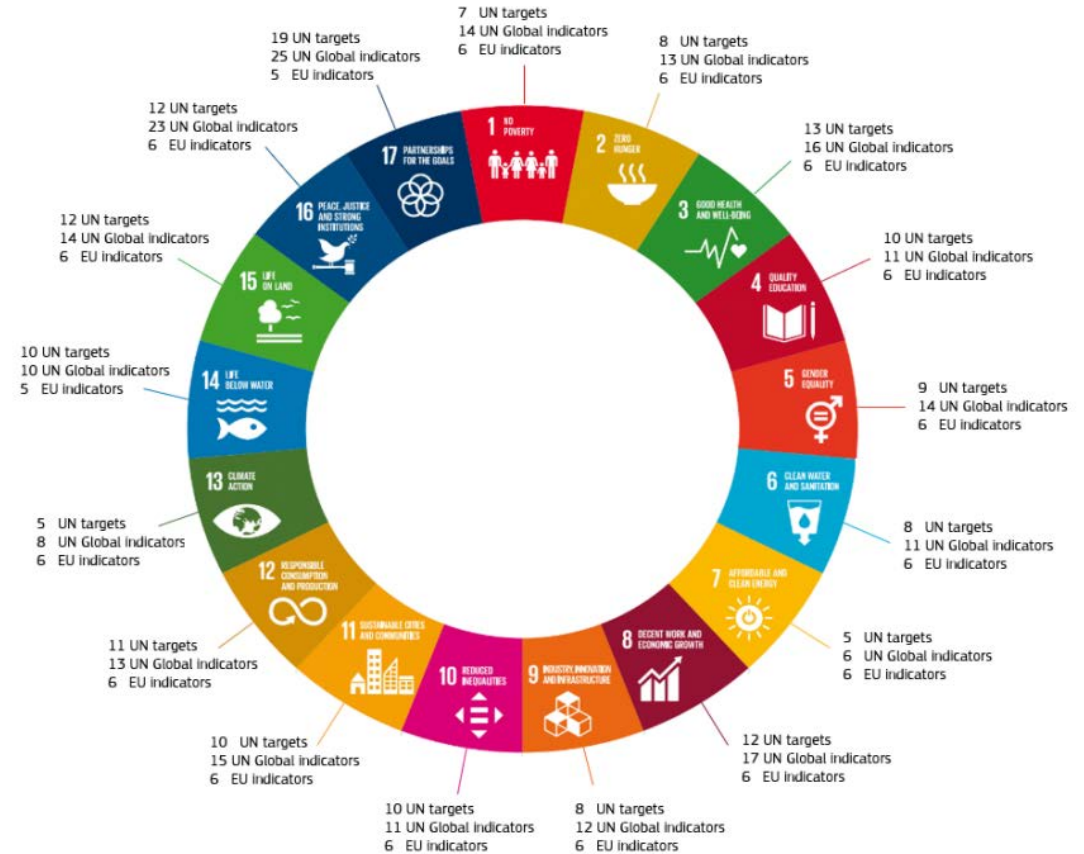 7 UN targets
14 UN Global indicators
6 EU indicators
1 NO
POVERTY
8 UN targets
13 UN Global indicators
6 EU indicators
2 ZERO
HUNGER
13 UN targets
16 UN Global indicators
6 EU indicators
3 GOOD HEALTH
AND WELL-BEING
10 UN targets
11 UN Global indicators
6 EU indicators
4 QUALITY
EDUCATION
9 UN targets
14 UN Global indicators
6 EU indicators
5 GENDER
EQUALITY
8 UN targets
11 UN Global indicators
6 EU indicators
6 CLEAN WATER
AND SANITATION
5 UN targets
6 UN Global indicators
6 EU indicators
7 AFFORDABLE AND
CLEAN ENERGY
12 UN targets
17 UN Global indicators
6 EU indicators
8 DECENT WORK AND
ECONOMIC GROWTH
8 UN targets
12 UN Global indicators
6 EU indicators
9 INDUSTRY, INNOVATION
AND INFRASTRUCTURE
10 UN targets
11 UN Global indicators
6 EU indicators
10 REDUCED
INEQUALITIES
10 UN targets
15 UN Global indicators
6 EU indicators
11 SUSTAINABLE CITIES
AND COMMUNITIES
11 UN targets
13 UN Global indicators
6 EU indicators
12 RESPONSIBLE
CONSUMPTION
AND PRODUCTION
5 UN targets
8 UN Global indicators
6 EU indicators
13 CLIMATE
ACTION
10 UN targets
10 UN Global indicators
5 EU indicators
14 LIFE
BELOW WATER
12 UN targets
14 UN Global indicators
6 EU indicators
15 LIFE
ON LAND
12 UN targets
23 UN Global indicators
6 EU indicators
16 PEACE, JUSTICE
AND STRONG
INSTITUTIONS
19 UN targets
25 UN Global indicators
5 EU indicators
17 PARTNERSHIPS
FOR THE GOALS